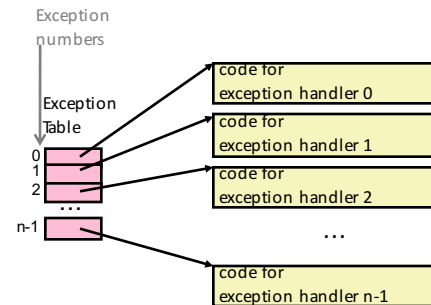 Exception
numbers
Exception
Table
0
1
2
...
n-1
code for
exception handler 0
code for
exception handler 1
code for
exception handler 2
...
code for
exception handler n-1